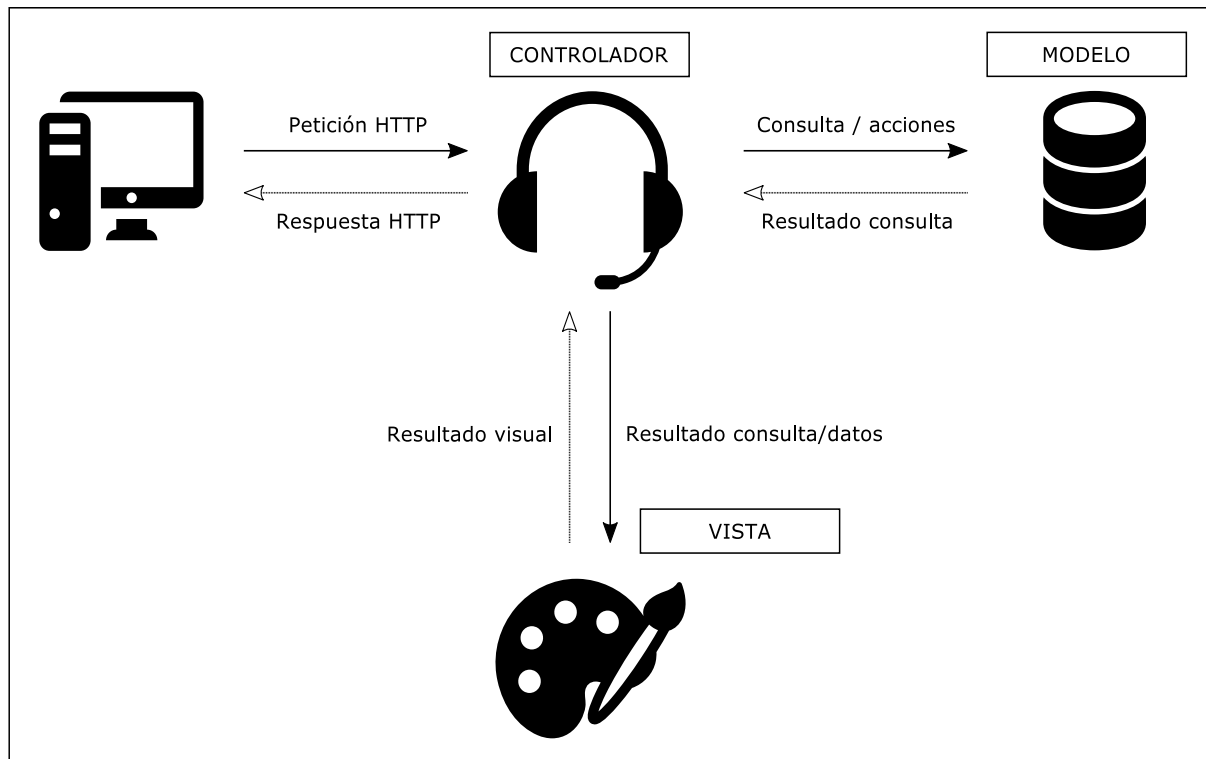 CONTROLADOR
MODELO
Petición HTTP
Consulta / acciones
Respuesta HTTP
Resultado consulta
Resultado visual
Resultado consulta/datos
VISTA